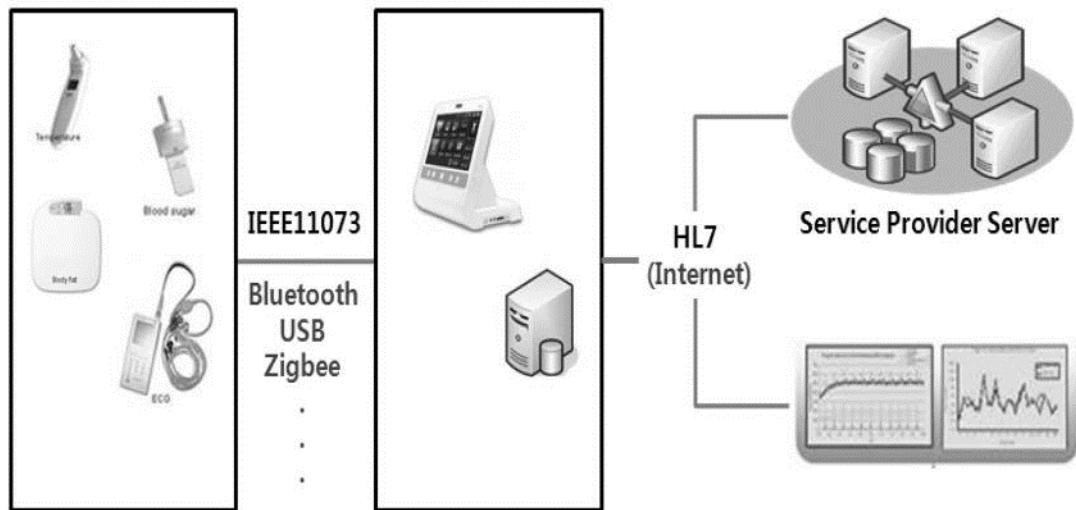 Temperature
Blood sugar
Body fat
ECG
IEEE11073
Bluetooth
USB
Zigbee
.
.
.
HL7
(Internet)
Service Provider Server